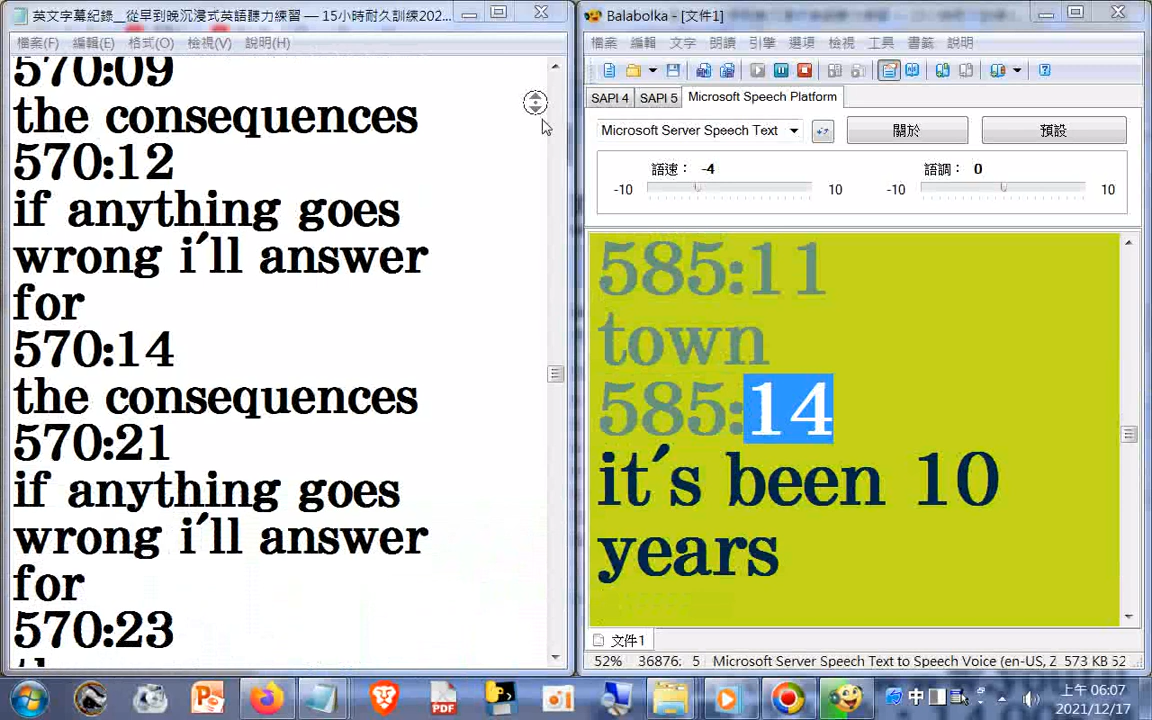 英文字幕紀錄__從早到晚沉浸式英語聽力練習 — 15小時耐久訓練202...
檔案(F) 編輯(E) 格式(O) 檢視(V) 說明(H)
570:09
the consequences
570:12
if anything goes
wrong i´ll answer
for
570:14
the consequences
570:21
if anything goes
wrong i´ll answer
for
570:23
Balabolka - [文件1]
檔案 編輯 文字 朗讀 引擎 選項 檢視 工具 書籤 說明
SAPI 4 SAPI 5 Microsoft Speech Platform
Microsoft Server Speech Text 關於 預設
語速： -4 語調： 0
-10 10 -10 10
585:11
town
585:14
it´s been 10
years
文件1
52% 36876: 5 Microsoft Server Speech Text to Speech Voice (en-US, Z 573 KB 52
PDF 中 上午 06:07
2021/12/17